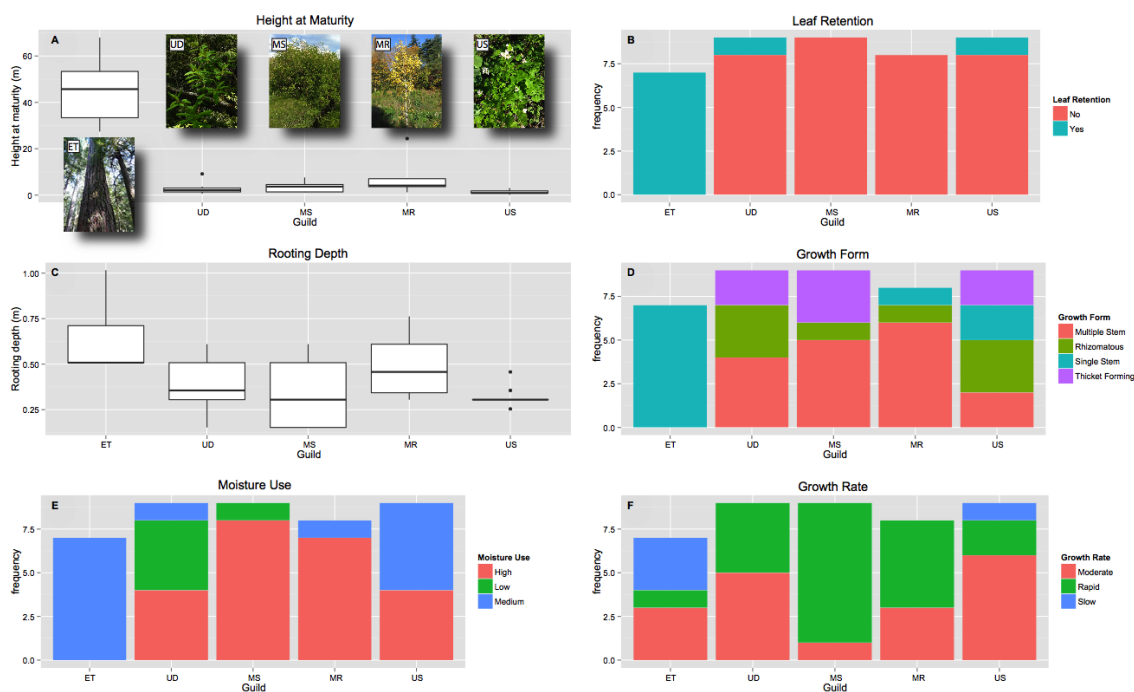 Height at Maturity
A
UD
MS
MR
US
ET
60
40
20
0
Height at maturity (m)
UD
MS
MR
US
Guild
Leaf Retention
B
7.5
5.0
2.5
0.0
frequency
ET
UD
MS
MR
US
Guild
Leaf Retention
No
Yes
Rooting Depth
C
1.00
0.75
0.50
0.25
Rooting depth (m)
ET
UD
MS
MR
US
Guild
Growth Form
D
7.5
5.0
2.5
0.0
frequency
ET
UD
MS
MR
US
Guild
Growth Form
Multiple Stem
Rhizomatous
Single Stem
Thicket Forming
Moisture Use
E
7.5
5.0
2.5
0.0
frequency
ET
UD
MS
MR
US
Guild
Moisture Use
High
Low
Medium
Growth Rate
F
7.5
5.0
2.5
0.0
frequency
ET
UD
MS
MR
US
Guild
Growth Rate
Moderate
Rapid
Slow